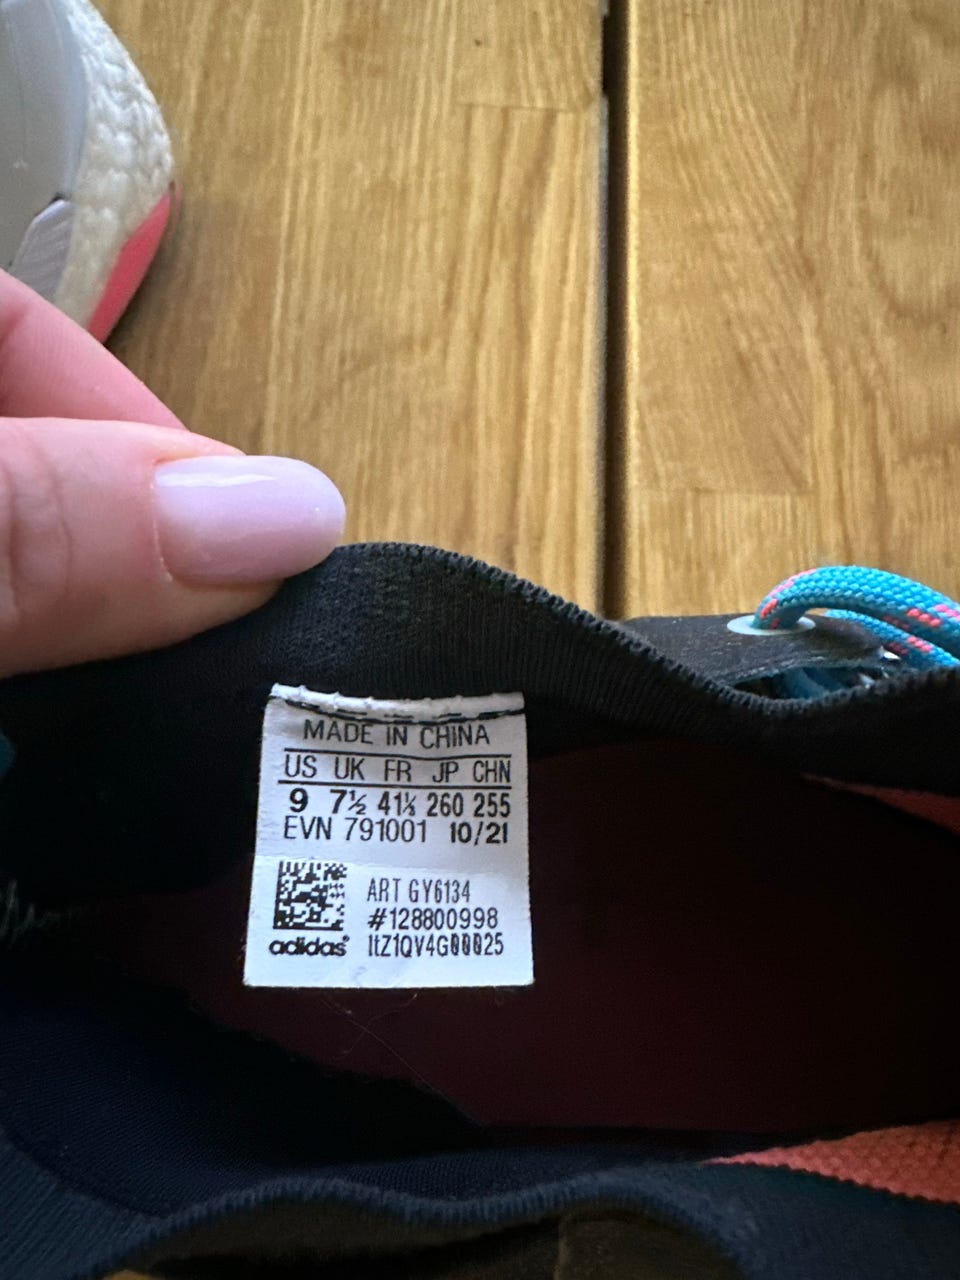 MADE IN CHINA
US UK FR JP CHN
9 7½ 41⅓ 260 255
EVN 791001 10/21
ART GY6134
#128800998
adidas® 1tZ1QV4G00025